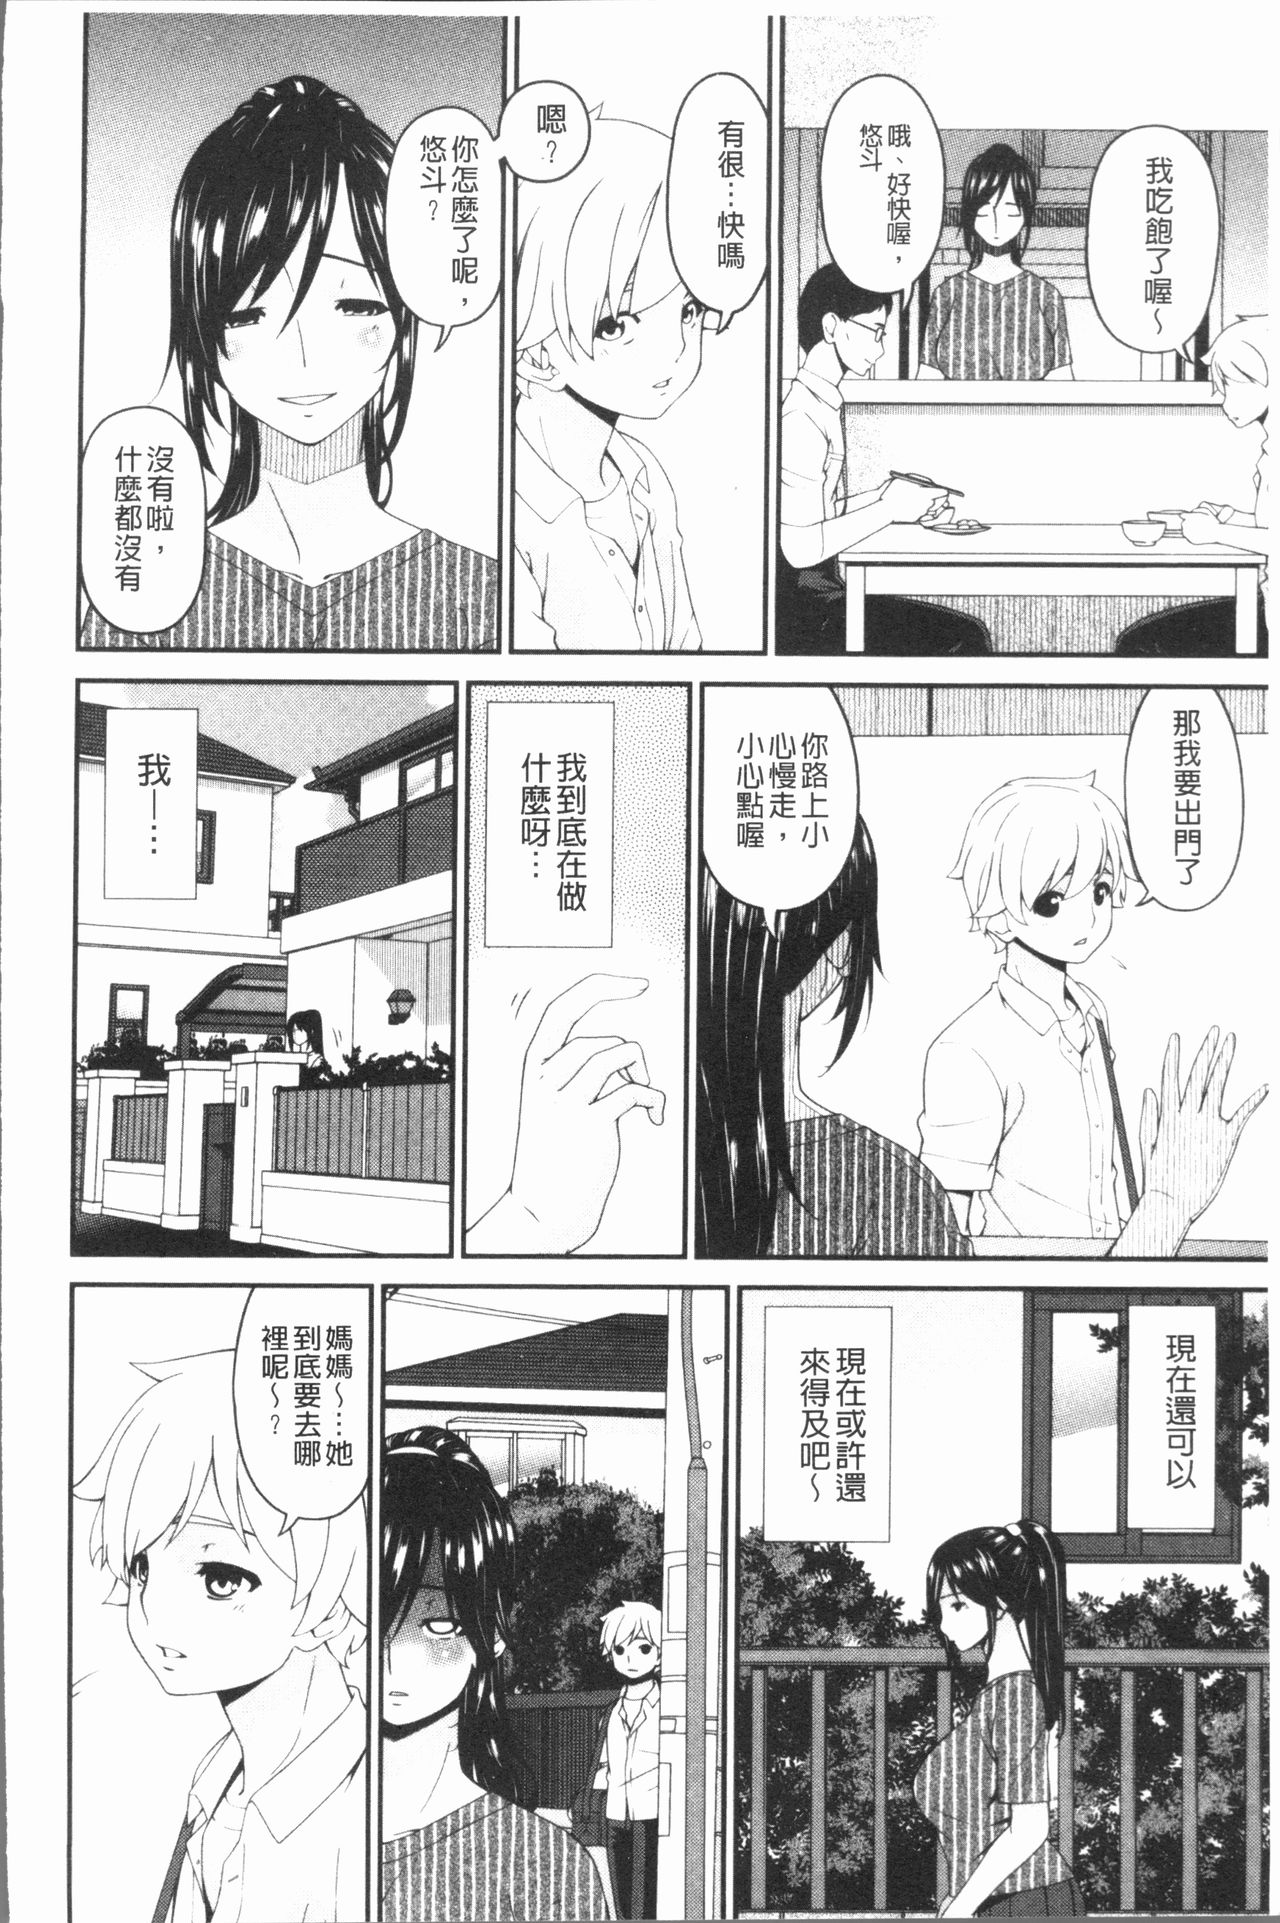 我吃飽了喔～
哦、好快喔，
悠斗
有很…快嗎
嗯？
你怎麼了呢，
悠斗？
沒有啦，
什麼都沒有
那我要出門了
你路上小
心慢走，
小心點喔
我到底在做
什麼呀…
我—…
現在還可以
現在或許還
來得及吧～
媽媽～…她
到底要去哪
裡呢～？